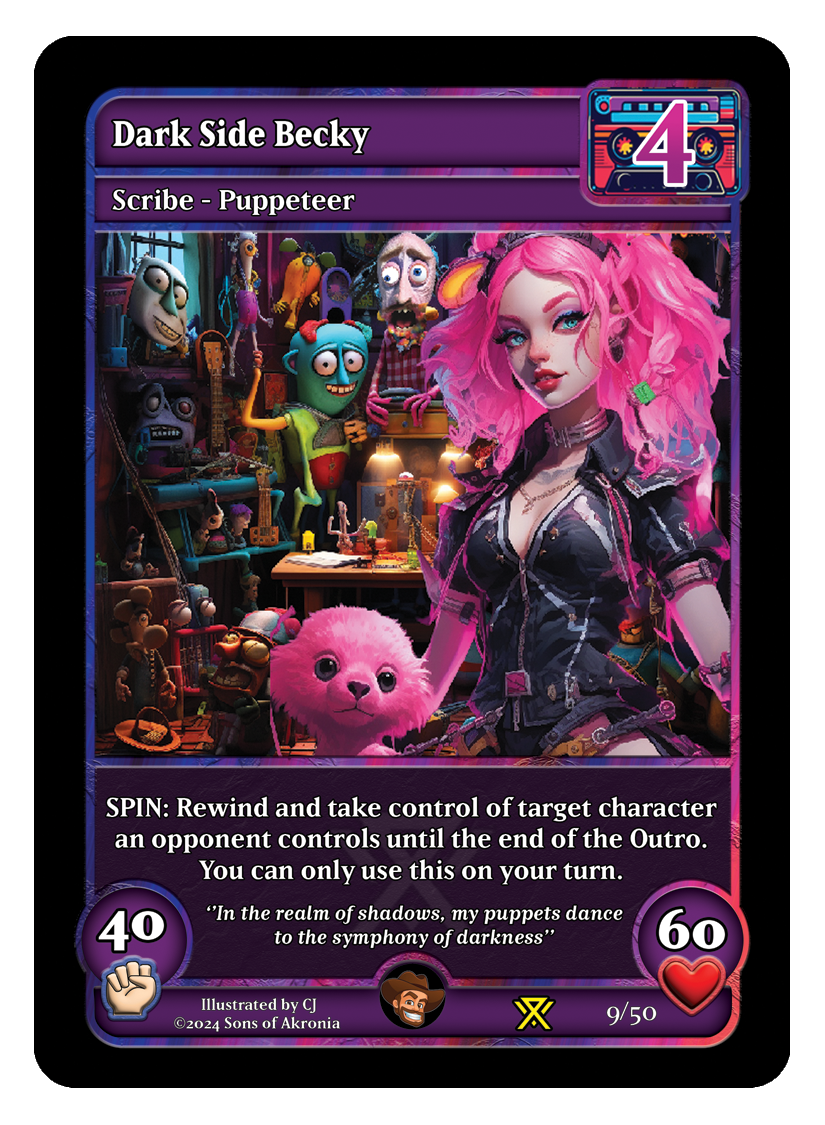 Dark Side Becky
4
Scribe - Puppeteer
SPIN: Rewind and take control of target character
an opponent controls until the end of the Outro.
You can only use this on your turn.
40
‘’In the realm of shadows, my puppets dance
to the symphony of darkness’’
60
Illustrated by CJ
©2024 Sons of Akronia
9/50